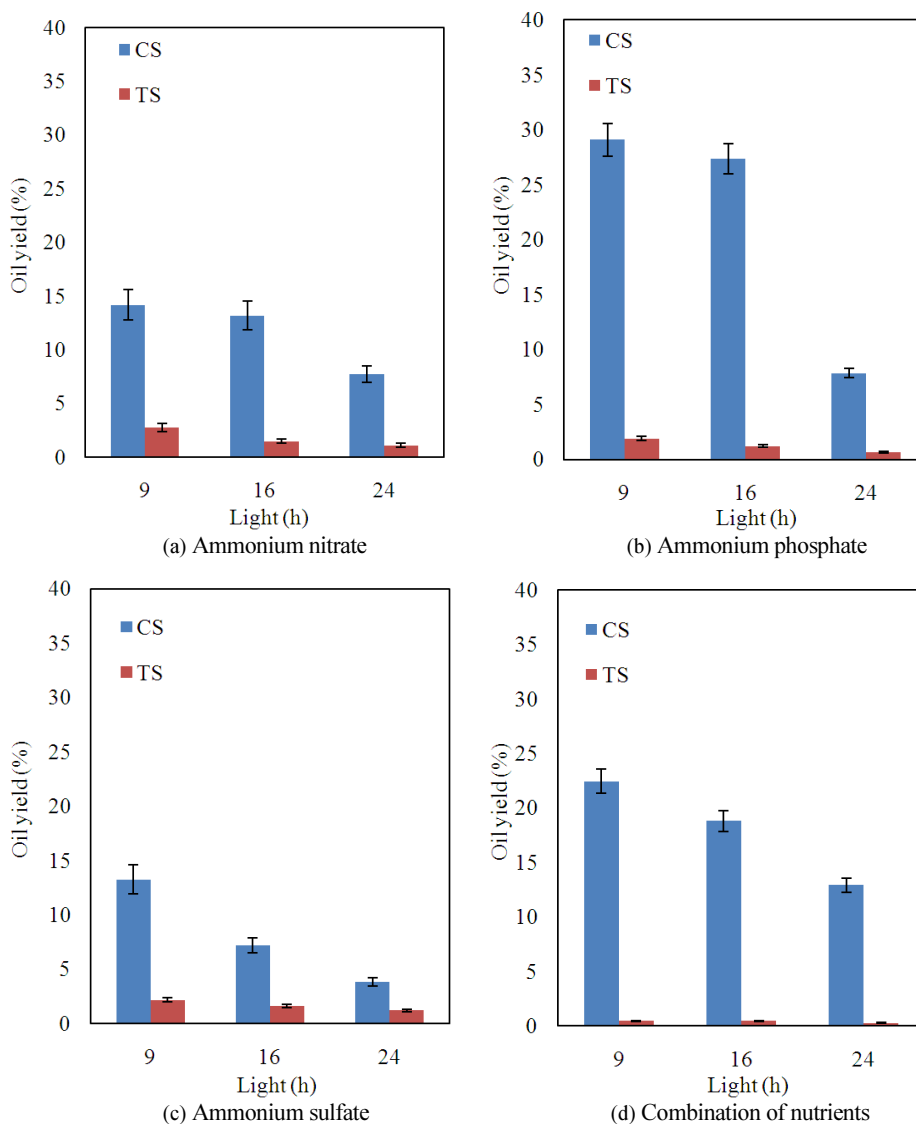 40
35
30
25
20
15
10
5
0
Oil yield (%)
CS
TS
9 16 24
Light (h)
(a) Ammonium nitrate
40
35
30
25
20
15
10
5
0
Oil yield (%)
CS
TS
9 16 24
Light (h)
(b) Ammonium phosphate
40
35
30
25
20
15
10
5
0
Oil yield (%)
CS
TS
9 16 24
Light (h)
(c) Ammonium sulfate
40
35
30
25
20
15
10
5
0
Oil yield (%)
CS
TS
9 16 24
Light (h)
(d) Combination of nutrients